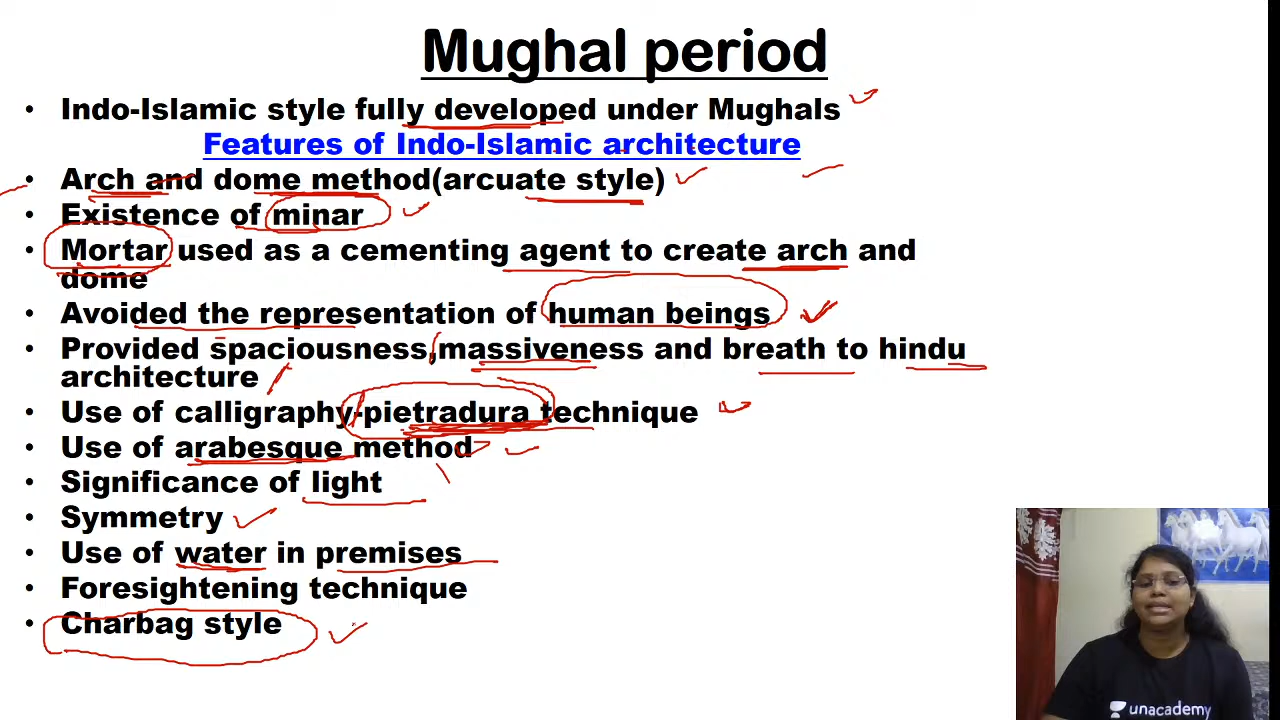 Mughal period
• Indo-Islamic style fully developed under Mughals
Features of Indo-Islamic architecture
• Arch and dome method(arcuate style)
• Existence of minar
• Mortar used as a cementing agent to create arch and
dome
• Avoided the representation of human beings
• Provided spaciousness,massiveness and breath to hindu
architecture
• Use of calligraphy-pietradura technique
• Use of arabesque method
• Significance of light
• Symmetry
• Use of water in premises
• Foresightening technique
• Charbag style
unacademy